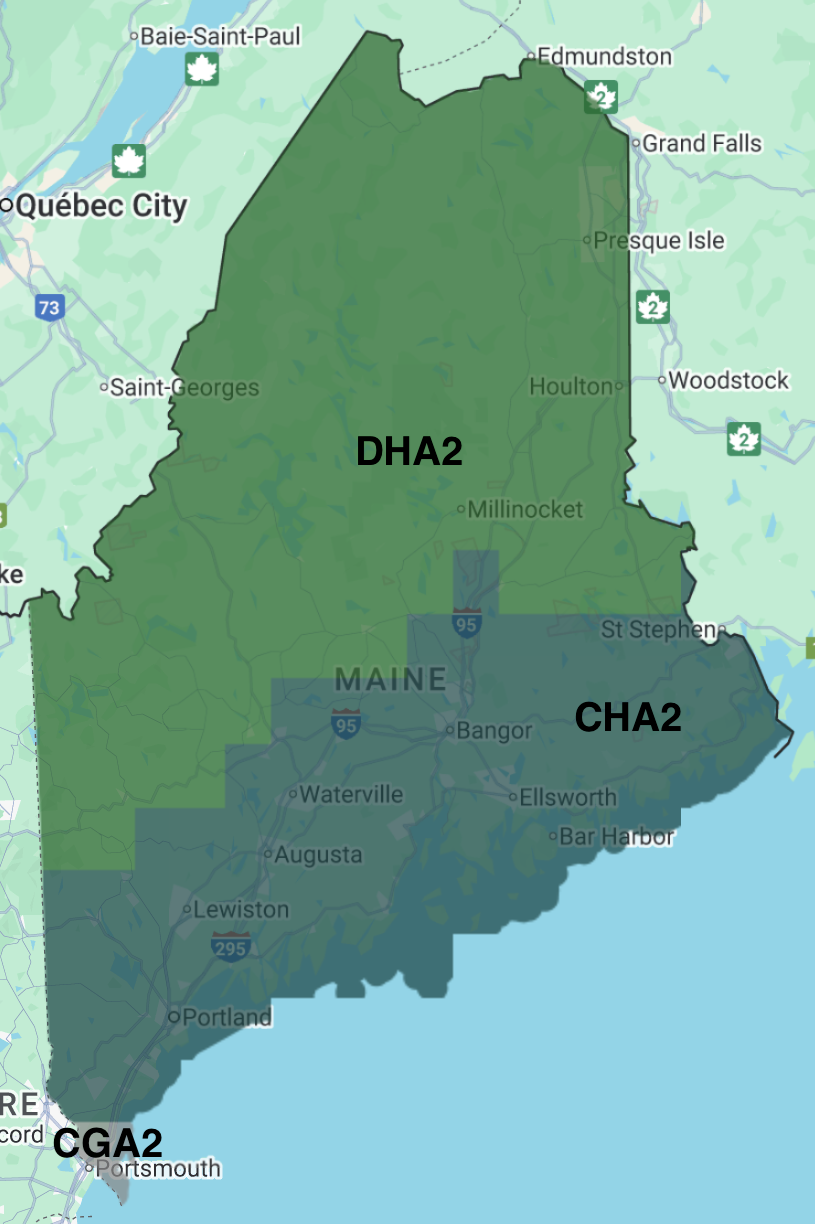 Baie-Saint-Paul
Edmundston
2
Grand Falls
Québec City
Presque Isle
73
2
Saint-Georges
Houlton
Woodstock
2
DHA2
Millinocket
ke
95
St Stephen
MAINE
CHA2
95
Bangor
Waterville
Ellsworth
Bar Harbor
Augusta
Lewiston
295
Portland
RE
cord
CGA2
Portsmouth